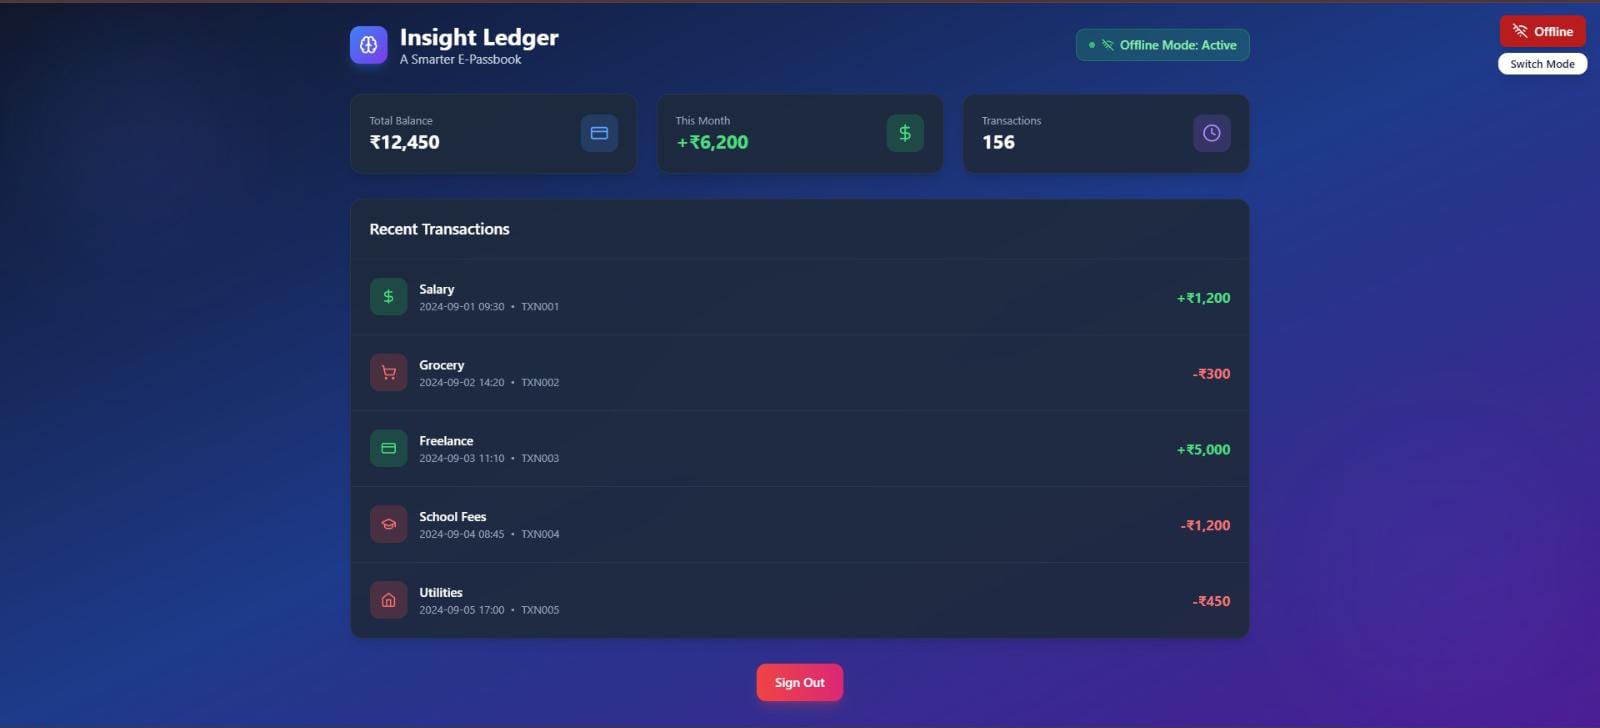 Insight Ledger
A Smarter E-Passbook
Offline Mode: Active
Offline
Switch Mode
Total Balance
₹12,450
This Month
+₹6,200
Transactions
156
Recent Transactions
Salary
2024-09-01 09:30 • TXN001
+₹1,200
Grocery
2024-09-02 14:20 • TXN002
-₹300
Freelance
2024-09-03 11:10 • TXN003
+₹5,000
School Fees
2024-09-04 08:45 • TXN004
-₹1,200
Utilities
2024-09-05 17:00 • TXN005
-₹450
Sign Out